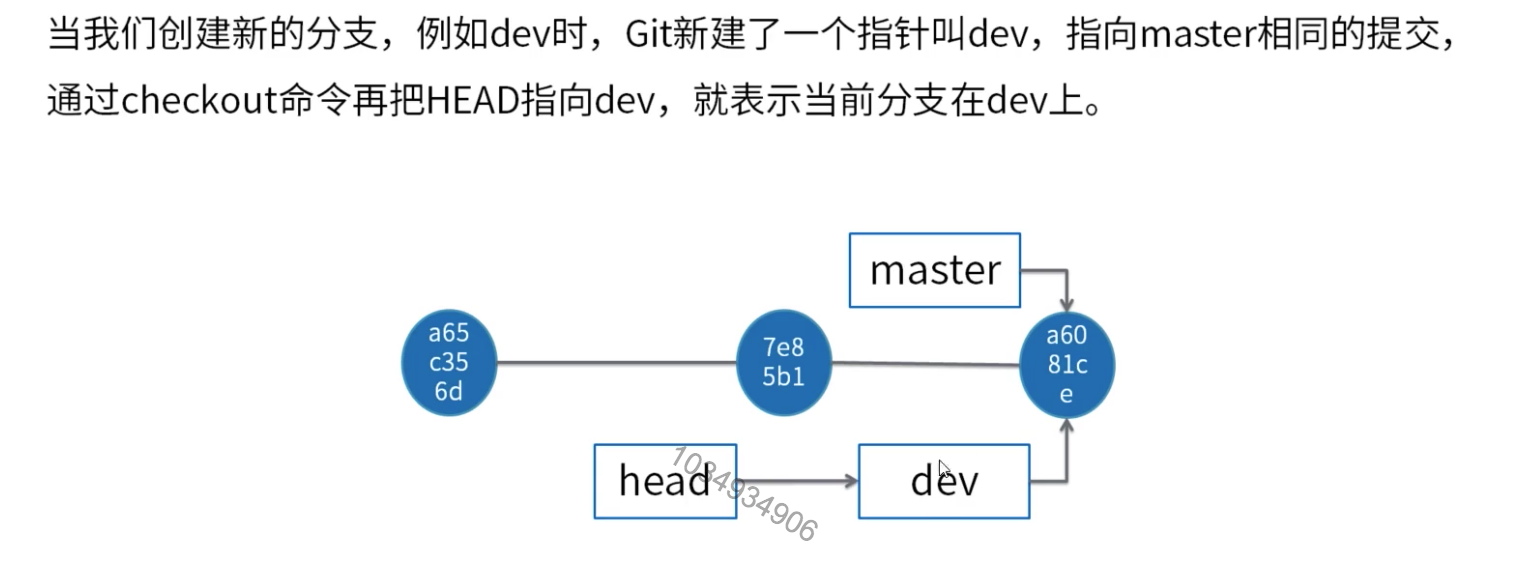 当我们创建新的分支，例如dev时，Git新建了一个指针叫dev，指向master相同的提交，
通过checkout命令再把HEAD指向dev，就表示当前分支在dev上。
master
a65
c35
6d
7e8
5b1
a60
81c
e
head
dev
1084934906